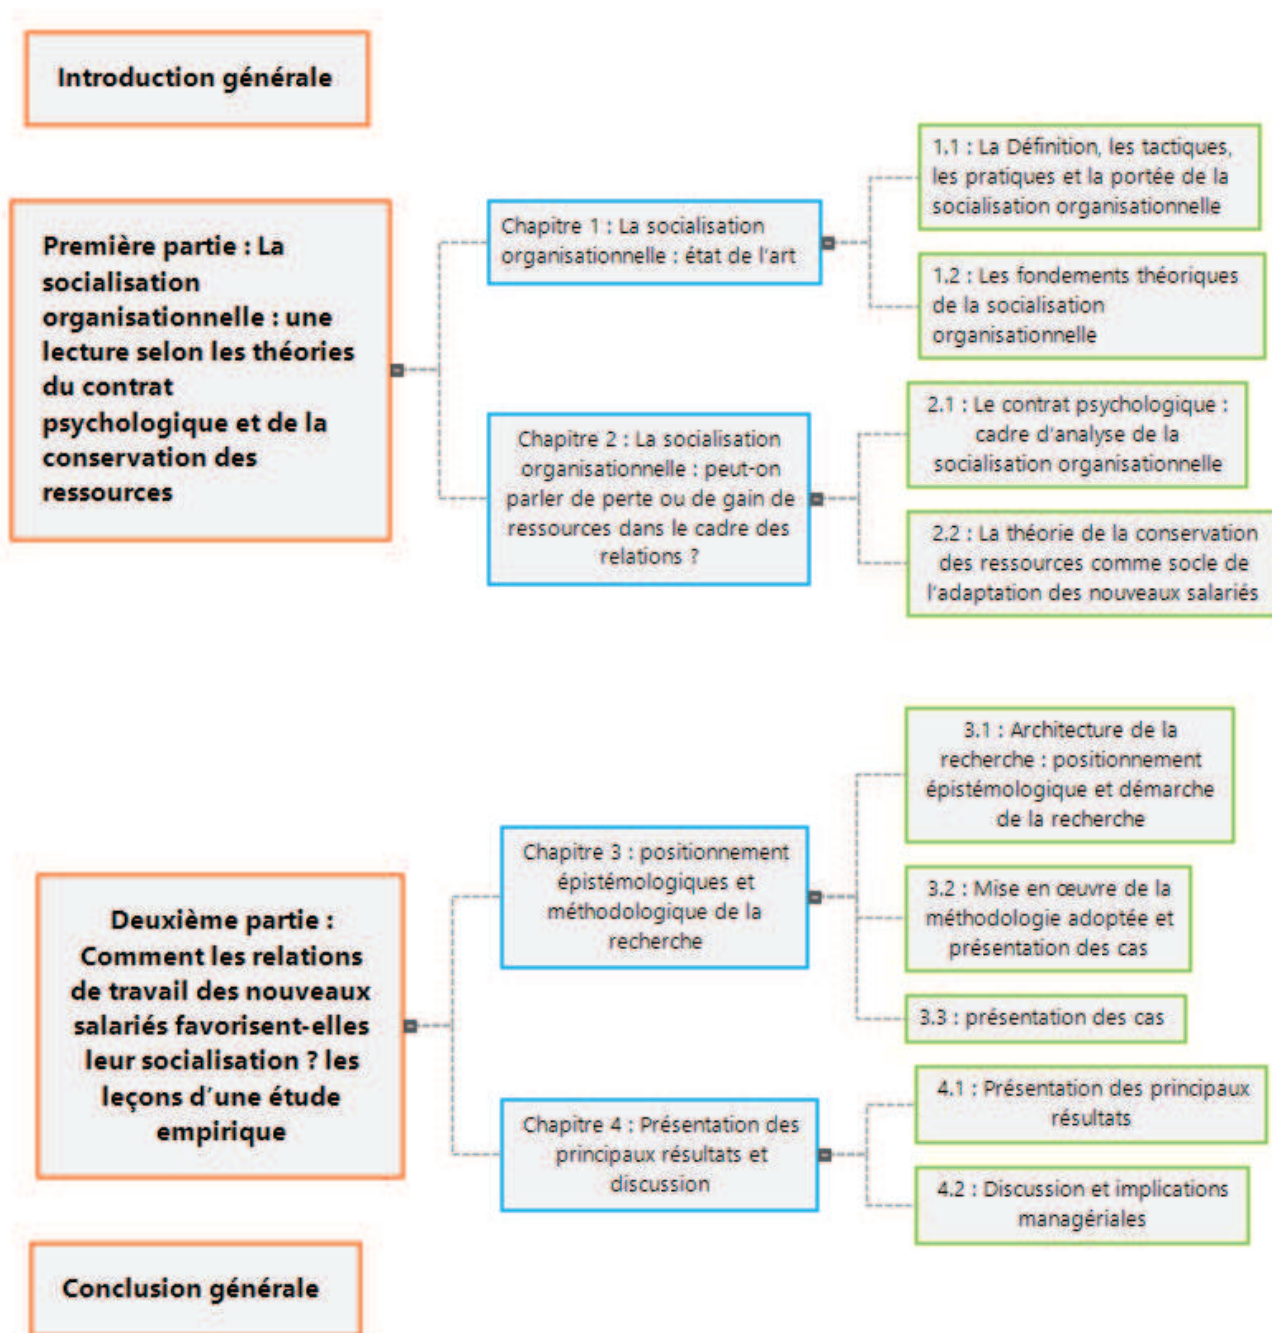 Introduction générale
Première partie : La
socialisation
organisationnelle : une
lecture selon les théories
du contrat
psychologique et de la
conservation des
ressources
Chapitre 1 : La socialisation
organisationnelle : état de l'art
1.1 : La Définition, les tactiques,
les pratiques et la portée de la
socialisation organisationnelle
1.2 : Les fondements théoriques
de la socialisation
organisationnelle
Chapitre 2 : La socialisation
organisationnelle : peut-on
parler de perte ou de gain de
ressources dans le cadre des
relations ?
2.1 : Le contrat psychologique :
cadre d'analyse de la
socialisation organisationnelle
2.2 : La théorie de la conservation
des ressources comme socle de
l'adaptation des nouveaux salariés
Deuxième partie :
Comment les relations
de travail des nouveaux
salariés favorisent-elles
leur socialisation ? les
leçons d'une étude
empirique
Chapitre 3 : positionnement
épistémologiques et
méthodologique de la
recherche
3.1 : Architecture de la
recherche : positionnement
épistémologique et démarche
de la recherche
3.2 : Mise en œuvre de la
méthodologie adoptée et
présentation des cas
3.3 : présentation des cas
Chapitre 4 : Présentation des
principaux résultats et
discussion
4.1 : Présentation des principaux
résultats
4.2 : Discussion et implications
managériales
Conclusion générale